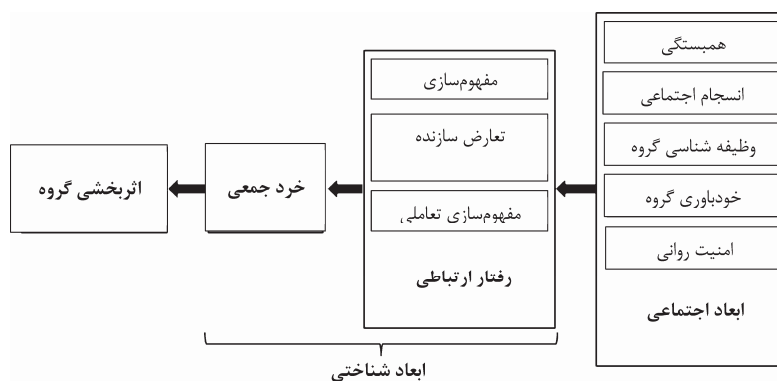 همبستگی
انسجام اجتماعی
وظیفه شناسی گروه
خودباوری گروه
امنیت روانی
ابعاد اجتماعی
مفهوم‌سازی
تعارض سازنده
مفهوم‌سازی تعاملی
رفتار ارتباطی
خرد جمعی
اثربخشی گروه
ابعاد شناختی